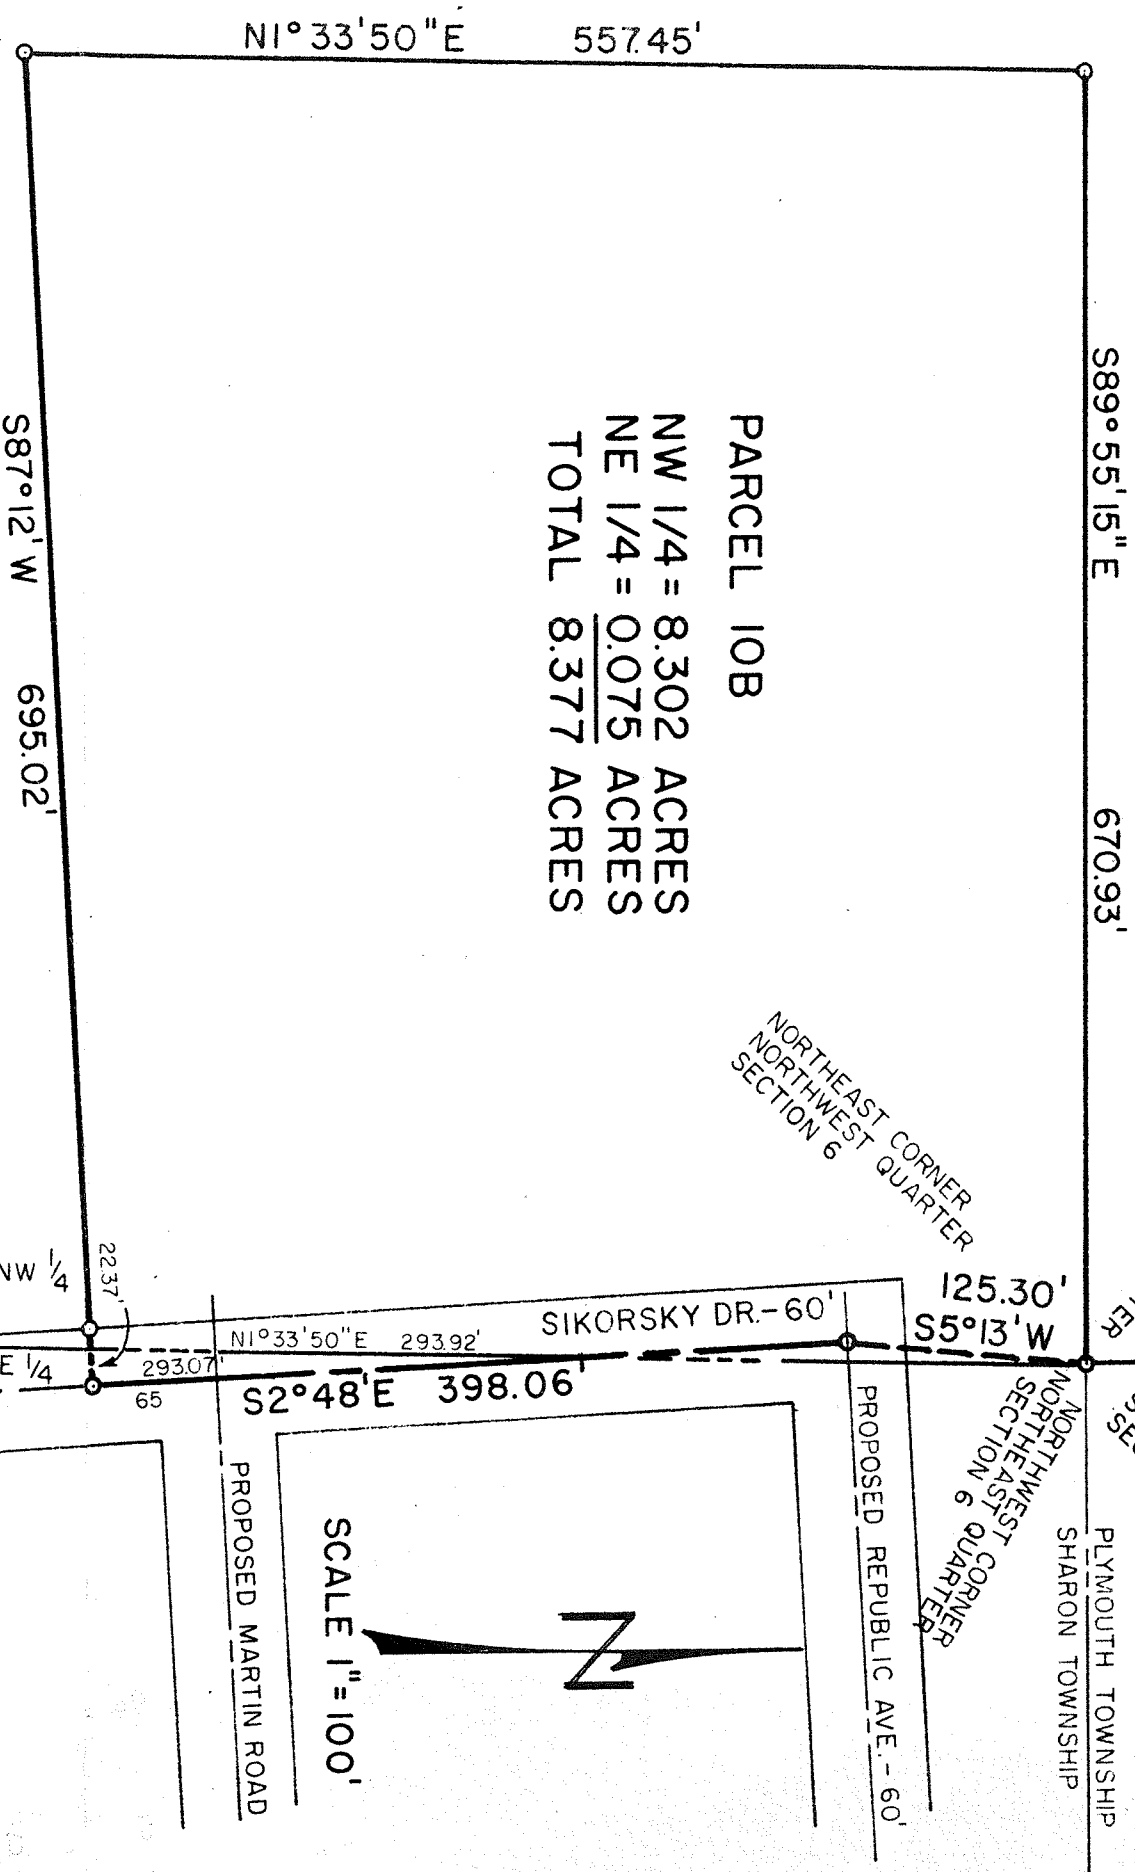 N1°33'50"E 557.45'
S89°55'15"E 670.93'
PARCEL 10B
NW 1/4 = 8.302 ACRES
NE 1/4 = 0.075 ACRES
TOTAL 8.377 ACRES
S87°12'W 695.02'
NORTHEAST CORNER
NORTHWEST QUARTER
SECTION 6
NW 1/4
22.37'
E 1/4
N1°33'50"E 293.92'
293.07'
65
SIKORSKY DR.-60'
125.30'
S5°13'W
S2°48'E 398.06'
NORTHWEST CORNER
NORTHEAST QUARTER
SECTION 6
PROPOSED MARTIN ROAD
SCALE 1"=100'
N
PROPOSED REPUBLIC AVE.-60'
PLYMOUTH TOWNSHIP
SHARON TOWNSHIP